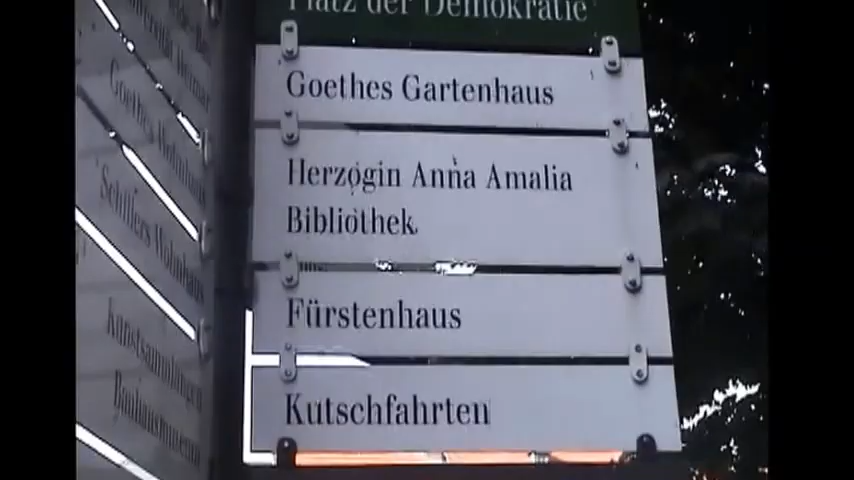 Platz der Demokratie
Goethes Gartenhaus
Herzogin Anna Amalia
Bibliothek
Fürstenhaus
Kutschfahrten
Goethes Wohnhaus
Schillers Wohnhaus
Kunstsammlungen
Bauhausmuseum